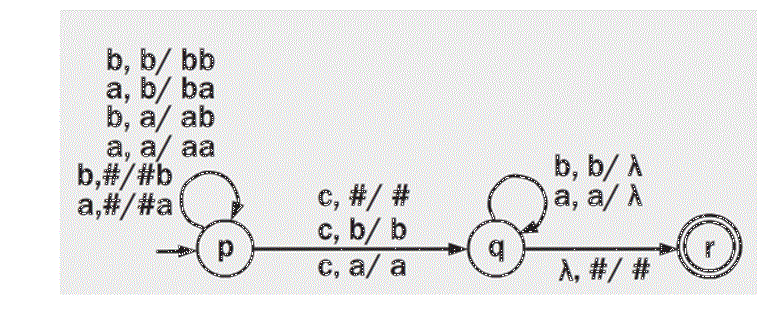 b, b/ bb
a, b/ ba
b, a/ ab
a, a/ aa
b,#/#b
a,#/#a
c, #/ #
c, b/ b
c, a/ a
b, b/ λ
a, a/ λ
λ, #/ #
p
q
r